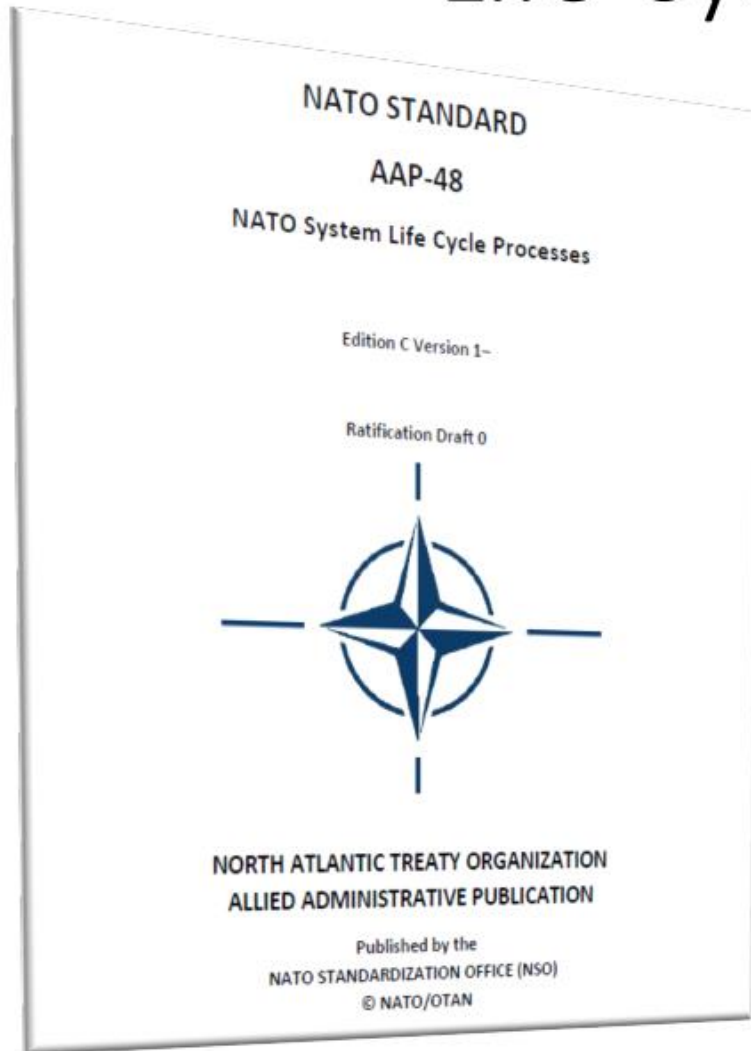 NATO STANDARD
AAP-48
NATO System Life Cycle Processes
Edition C Version 1–
Ratification Draft 0
NORTH ATLANTIC TREATY ORGANIZATION
ALLIED ADMINISTRATIVE PUBLICATION
Published by the
NATO STANDARDIZATION OFFICE (NSO)
© NATO/OTAN